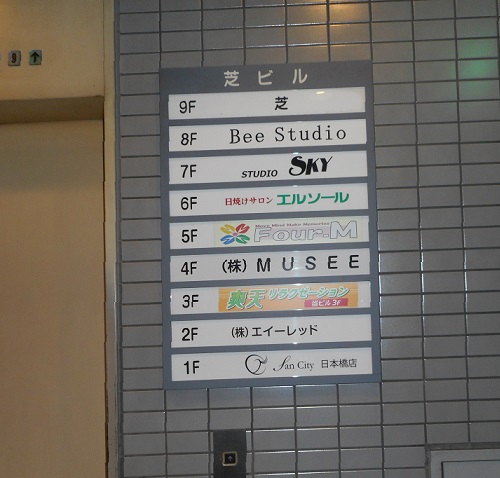 9
芝ビル
9F 芝
8F Bee Studio
7F STUDIO SKY
6F 日焼けサロン エルソール
5F Four-M
4F (株) MUSEE
3F 爽天 リラクゼーション
当ビル3F
2F (株) エイーレッド
1F San City 日本橋店